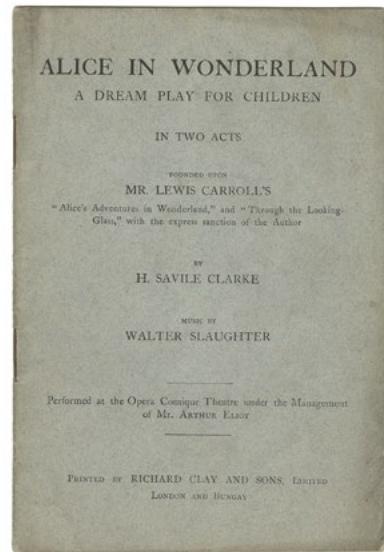 ALICE IN WONDERLAND
A DREAM PLAY FOR CHILDREN
IN TWO ACTS
FOUNDED UPON
MR. LEWIS CARROLL'S
"Alice's Adventures in Wonderland," and "Through the Looking-
Glass," with the express sanction of the Author
BY
H. SAVILE CLARKE
MUSIC BY
WALTER SLAUGHTER
Performed at the Opera Comique Theatre under the Management
of Mr. ARTHUR ELIOT
PRINTED BY RICHARD CLAY AND SONS, LIMITED
LONDON AND BUNGAY